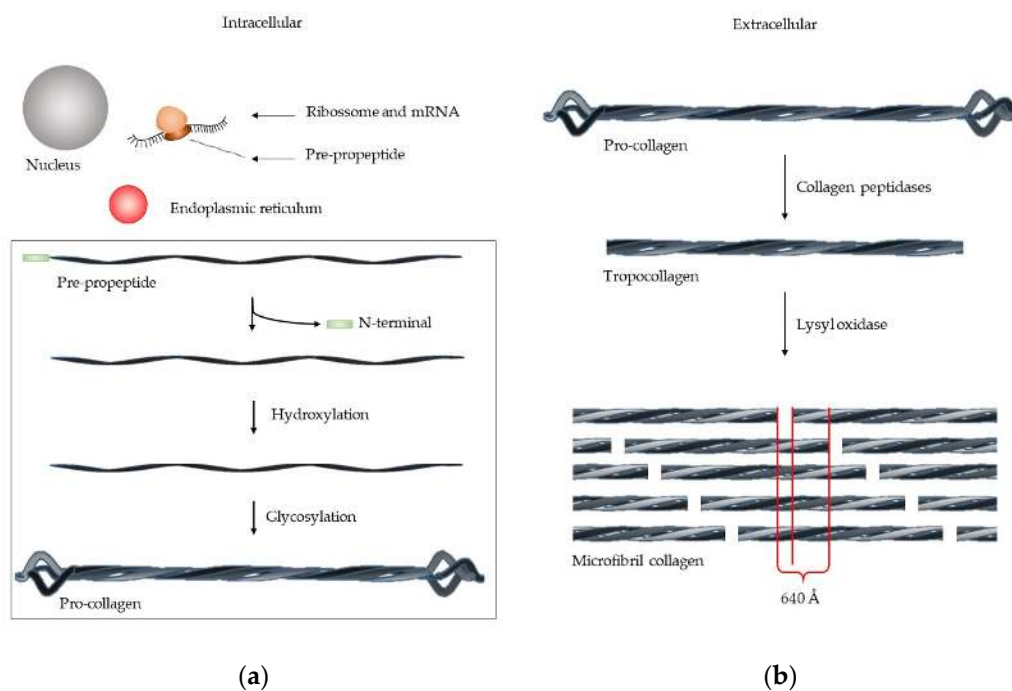 Intracellular
Ribossome and mRNA
Pre-propeptide
Nucleus
Endoplasmic reticulum
Pre-propeptide
N-terminal
Hydroxylation
Glycosylation
Pro-collagen
(a)
Extracellular
Pro-collagen
Collagen peptidases
Tropocollagen
Lysyl oxidase
Microfibril collagen
640 Å
(b)